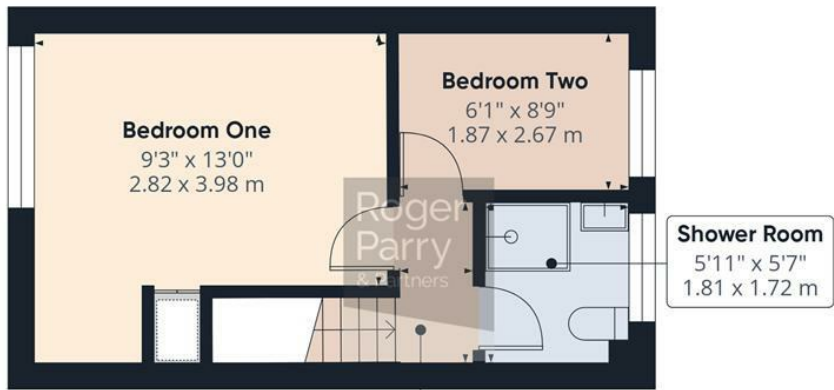 Bedroom One
9'3" x 13'0"
2.82 x 3.98 m
Bedroom Two
6'1" x 8'9"
1.87 x 2.67 m
Roger
Parry
& Partners
Shower Room
5'11" x 5'7"
1.81 x 1.72 m